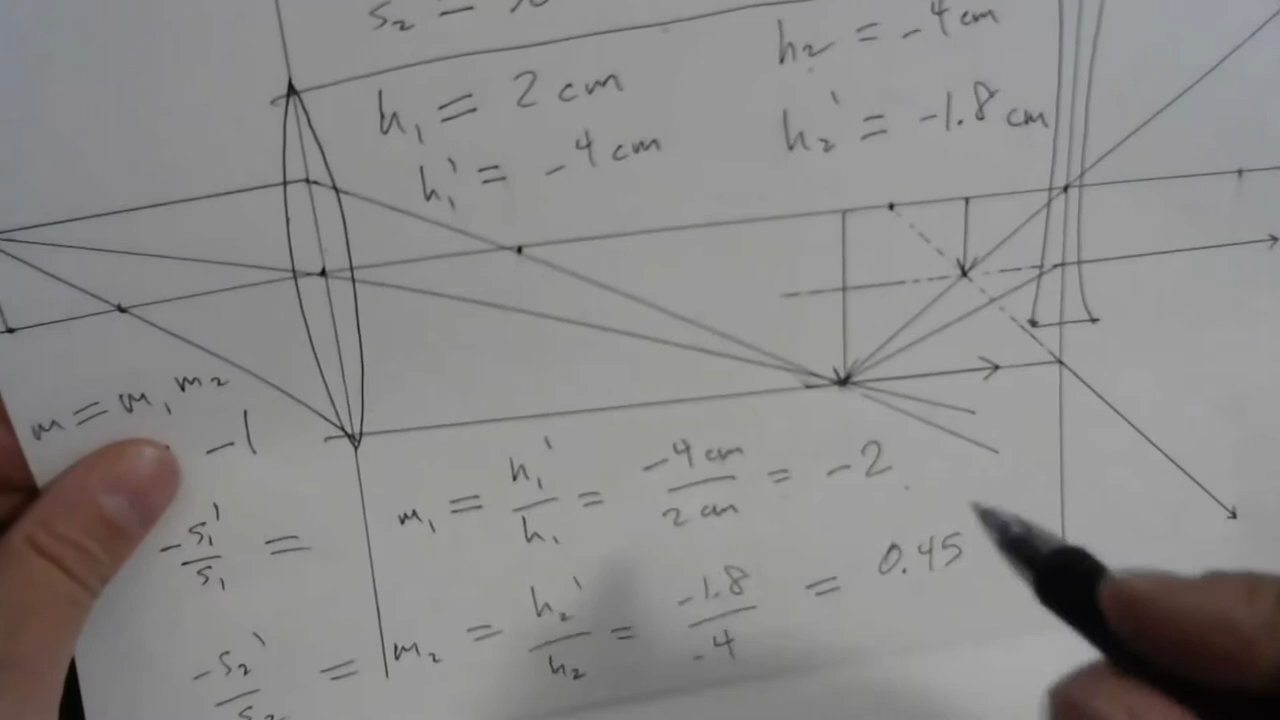 s₂ =
h₁ = 2 cm
h₁' = -4 cm
h₂ = -4 cm
h₂' = -1.8 cm
m = m₁ m₂
-1
-s₁'/s₁ = m₁ = h₁'/h₁ = -4 cm/2 cm = -2
-s₂'/s₂ = m₂ = h₂'/h₂ = -1.8/-4 = 0.45